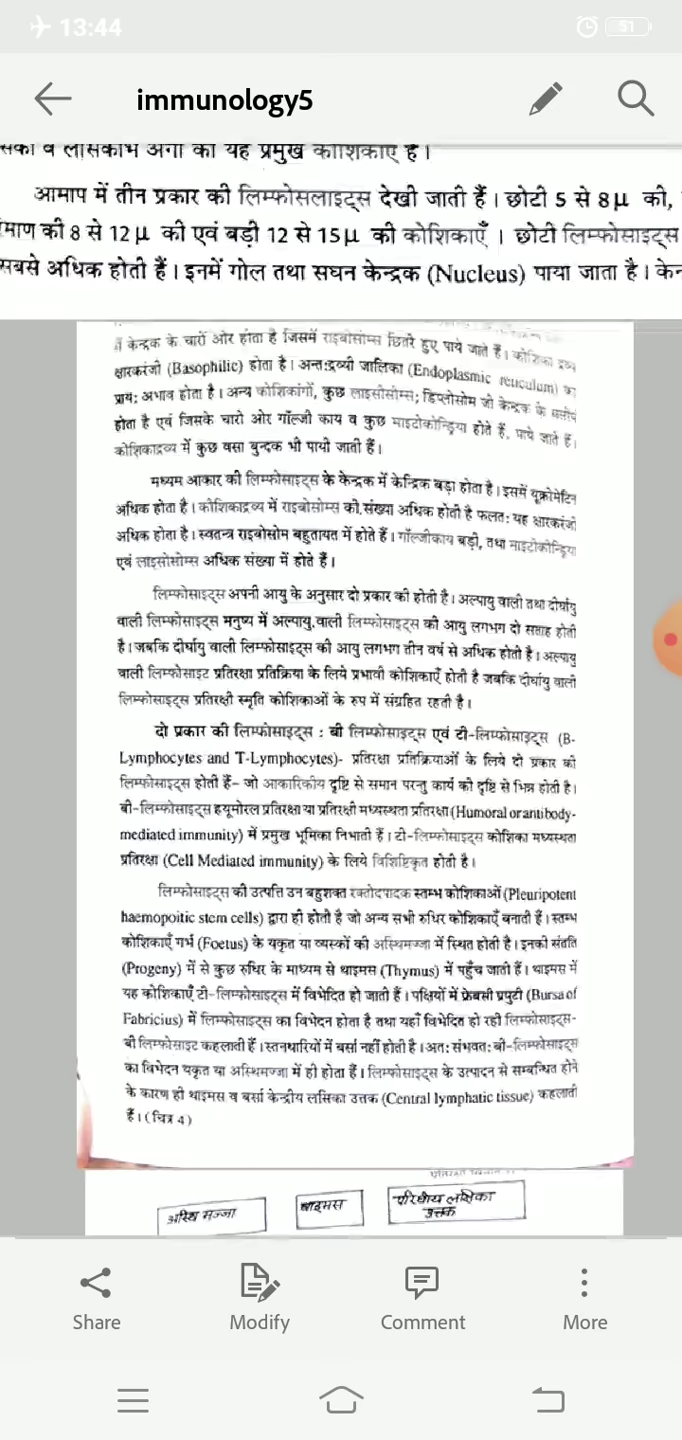 13:44
51
immunology5
प्रमुख कोशिकाएँ हैं।
आमाप में तीन प्रकार की लिम्फोसलाइट्स देखी जाती हैं। छोटी 5 से 8μ की,
माण की 8 से 12μ की एवं बड़ी 12 से 15μ की कोशिकाएँ । छोटी लिम्फोसाइट्स
सबसे अधिक होती हैं। इनमें गोल तथा सघन केन्द्रक (Nucleus) पाया जाता है। केन
केन्द्रक के चारों ओर होता है जिसमें राइबोसोम्स छितरे हुए पाये जाते हैं। कोशिका द्रव्य
क्षारकरंजी (Basophilic) होता है। अन्त:द्रव्यी जालिका (Endoplasmic reticulum) का
प्राय: अभाव होता है। अन्य कोशिकांगों, कुछ लाइसीसोम्स; डिप्लोसोम जो केन्द्रक के समीप
होता है एवं जिसके चारो ओर गॉल्जी काय व कुछ माइटोकोन्ड्रिया होते हैं, पाये जाते हैं।
कोशिकाद्रव्य में कुछ वसा बुन्दक भी पायी जाती हैं।
मध्यम आकार की लिम्फोसाइट्स के केन्द्रक में केन्द्रिक बड़ा होता है। इसमें यूक्रोमेटिन
अधिक होता है। कोशिकाद्रव्य में राइबोसोम्स की संख्या अधिक होती है फलत: यह क्षारकरंजी
अधिक होता है। स्वतन्त्र राइबोसोम बहुतायत में होते हैं। गॉल्जीकाय बड़ी, तथा माइटोकोन्ड्रिया
एवं लाइसोसोम्स अधिक संख्या में होते हैं।
लिम्फोसाइट्स अपनी आयु के अनुसार दो प्रकार की होती है। अल्पायु वाली तथा दीर्घायु
वाली लिम्फोसाइट्स मनुष्य में अल्पायु वाली लिम्फोसाइट्स की आयु लगभग दो सप्ताह होती
है। जबकि दीर्घायु वाली लिम्फोसाइट्स की आयु लगभग तीन वर्ष से अधिक होती है। अल्पायु
वाली लिम्फोसाइट प्रतिरक्षा प्रतिक्रिया के लिये प्रभावी कोशिकाएँ होती है जबकि दीर्घायु वाली
लिम्फोसाइट्स प्रतिरक्षी स्मृति कोशिकाओं के रुप में संग्रहित रहती है।
दो प्रकार की लिम्फोसाइट्स : बी लिम्फोसाइट्स एवं टी-लिम्फोसाइट्स (B-
Lymphocytes and T-Lymphocytes)- प्रतिरक्षा प्रतिक्रियाओं के लिये दो प्रकार की
लिम्फोसाइट्स होती हैं- जो आकारिकीय दृष्टि से समान परन्तु कार्य की दृष्टि से भिन्न होती है।
बी-लिम्फोसाइट्स हयूमोरल प्रतिरक्षा या प्रतिरक्षी मध्यस्थता प्रतिरक्षा (Humoral or antibody-
mediated immunity) में प्रमुख भूमिका निभाती हैं। टी-लिम्फोसाइट्स कोशिका मध्यस्थता
प्रतिरक्षा (Cell Mediated immunity) के लिये विशिष्टिकृत होती है।
लिम्फोसाइट्स की उत्पत्ति उन बहुशक्त रक्तोदपादक स्तम्भ कोशिकाओं (Pleuripotent
haemopoitic stem cells) द्वारा ही होती है जो अन्य सभी रुधिर कोशिकाएँ बनाती हैं। स्तम्भ
कोशिकाएँ गर्भ (Foetus) के यकृत या व्यस्कों की अस्थिमज्जा में स्थित होती है। इनकी संतति
(Progeny) में से कुछ रुधिर के माध्यम से थाइमस (Thymus) में पहुँच जाती हैं। थाइमस में
यह कोशिकाएँ टी-लिम्फोसाइट्स में विभेदित हो जाती हैं। पक्षियों में फ्रेबसी प्रपुटी (Bursa of
Fabricius) में लिम्फोसाइट्स का विभेदन होता है तथा यहाँ विभेदित हो रही लिम्फोसाइट्स-
बी लिम्फोसाइट कहलाती हैं। स्तनधारियों में बर्सा नहीं होती है। अत: संभवत: बी-लिम्फोसाइट्स
का विभेदन यकृत या अस्थिमज्जा में ही होता हैं। लिम्फोसाइट्स के उत्पादन से सम्बन्धित होने
के कारण ही थाइमस व बर्सा केन्द्रीय लसिका उत्तक (Central lymphatic tissue) कहलाती
हैं। (चित्र 4)
अस्थि मज्जा
थाइमस
परिधीय लसिका
उत्तक
Share
Modify
Comment
More